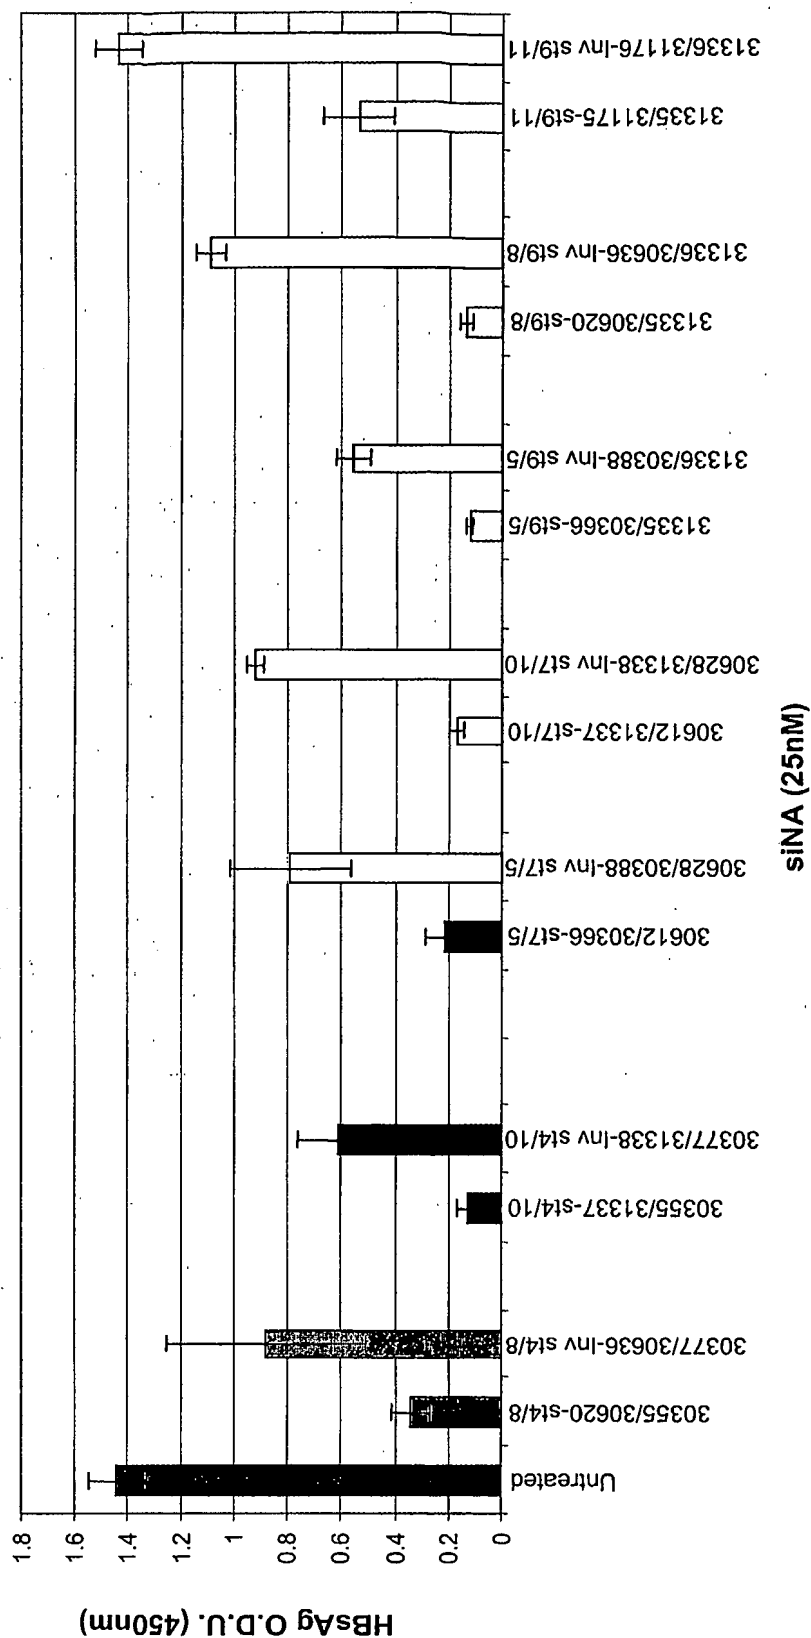 HBsAg O.D.U. (450nm)
1.8
1.6
1.4
1.2
1
0.8
0.6
0.4
0.2
0
Untreated
30355/30620-st4/8
30377/30636-Inv st4/8
30355/31337-st4/10
30377/31338-Inv st4/10
30612/30366-st7/5
30628/30388-Inv st7/5
30612/31337-st7/10
30628/31338-Inv st7/10
31335/30366-st9/5
31336/30388-Inv st9/5
31335/30620-st9/8
31336/30636-Inv st9/8
31335/31175-st9/11
31336/31176-Inv st9/11
siNA (25nM)